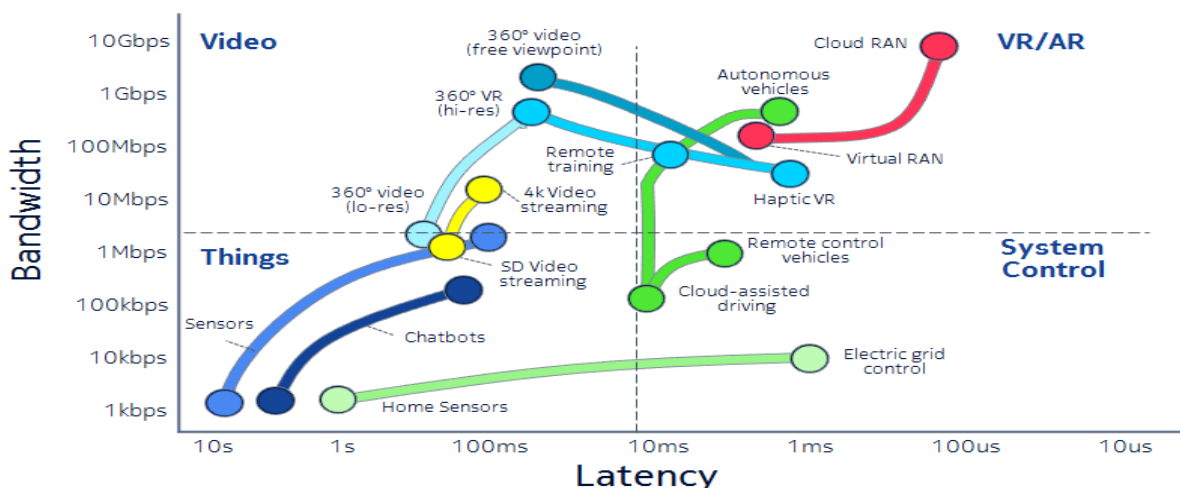 10Gbps
1Gbps
100Mbps
10Mbps
1Mbps
100kbps
10kbps
1kbps
Bandwidth
Video
360° video
(free viewpoint)
Cloud RAN
VR/AR
360° VR
(hi-res)
Autonomous
vehicles
Remote
training
Virtual RAN
360° video
(lo-res)
4k Video
streaming
Haptic VR
Things
SD Video
streaming
Remote control
vehicles
System
Control
Cloud-assisted
driving
Sensors
Chatbots
Electric grid
control
Home Sensors
10s
1s
100ms
10ms
1ms
100us
10us
Latency